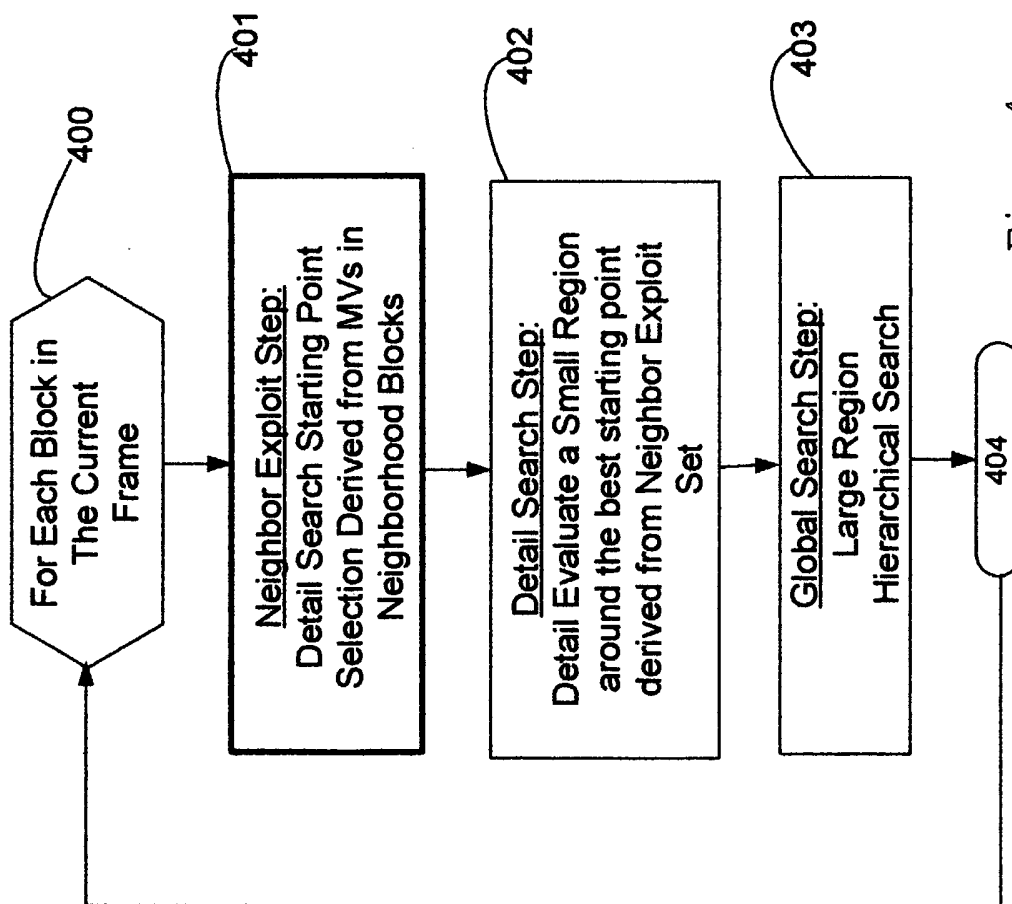 400
For Each Block in
The Current
Frame
401
Neighbor Exploit Step:
Detail Search Starting Point
Selection Derived from MVs in
Neighborhood Blocks
402
Detail Search Step:
Detail Evaluate a Small Region
around the best starting point
derived from Neighbor Exploit
Set
403
Global Search Step:
Large Region
Hierarchical Search
404